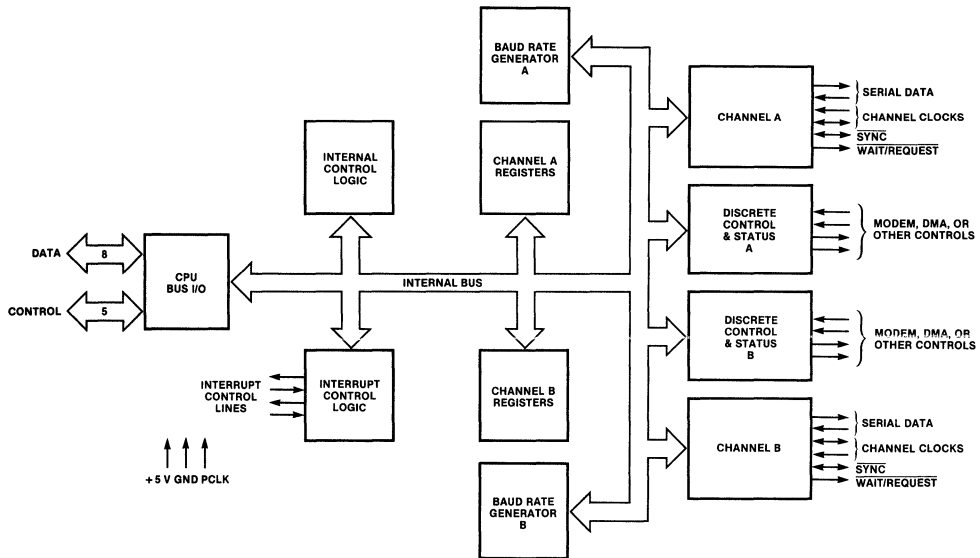 BAUD RATE
GENERATOR
A
CHANNEL A
SERIAL DATA
CHANNEL CLOCKS
SYNC
WAIT/REQUEST
INTERNAL
CONTROL
LOGIC
CHANNEL A
REGISTERS
DISCRETE
CONTROL
& STATUS
A
MODEM, DMA, OR
OTHER CONTROLS
DATA
8
CPU
BUS I/O
INTERNAL BUS
CONTROL
5
DISCRETE
CONTROL
& STATUS
B
MODEM, DMA, OR
OTHER CONTROLS
INTERRUPT
CONTROL
LINES
INTERRUPT
CONTROL
LOGIC
CHANNEL B
REGISTERS
CHANNEL B
SERIAL DATA
CHANNEL CLOCKS
SYNC
WAIT/REQUEST
+ 5 V GND PCLK
BAUD RATE
GENERATOR
B